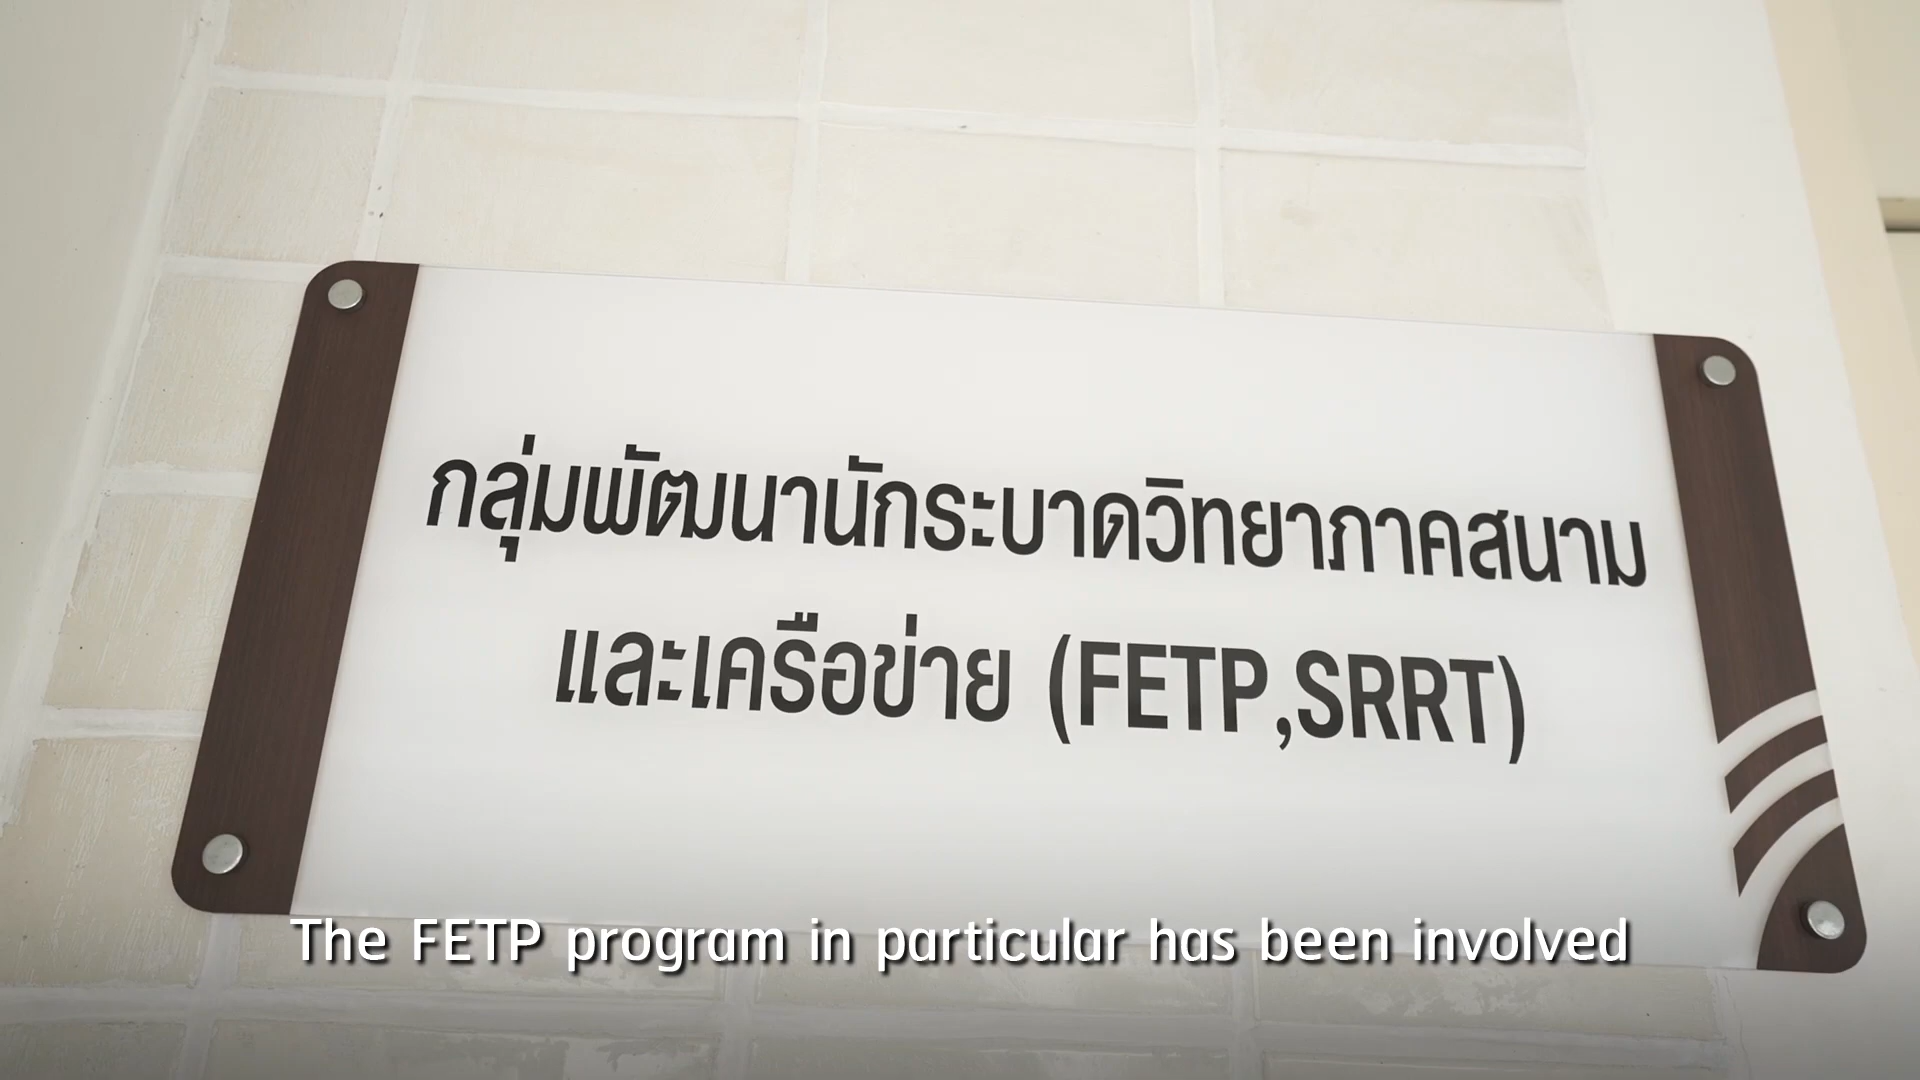 กลุ่มพัฒนานักระบาดวิทยาภาคสนาม
และเครือข่าย (FETP,SRRT)
The FETP program in particular has been involved